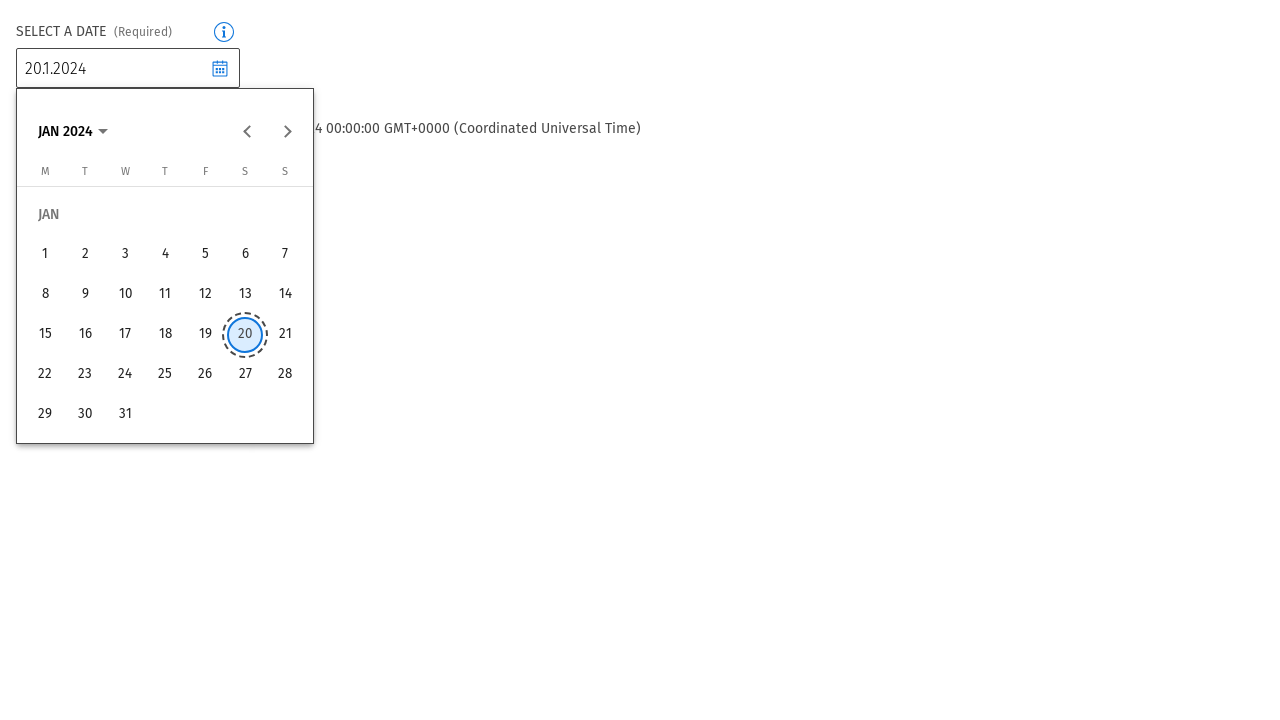 SELECT A DATE (Required)
20.1.2024
JAN 2024
4 00:00:00 GMT+0000 (Coordinated Universal Time)
M T W T F S S
JAN
1 2 3 4 5 6 7
8 9 10 11 12 13 14
15 16 17 18 19 20 21
22 23 24 25 26 27 28
29 30 31